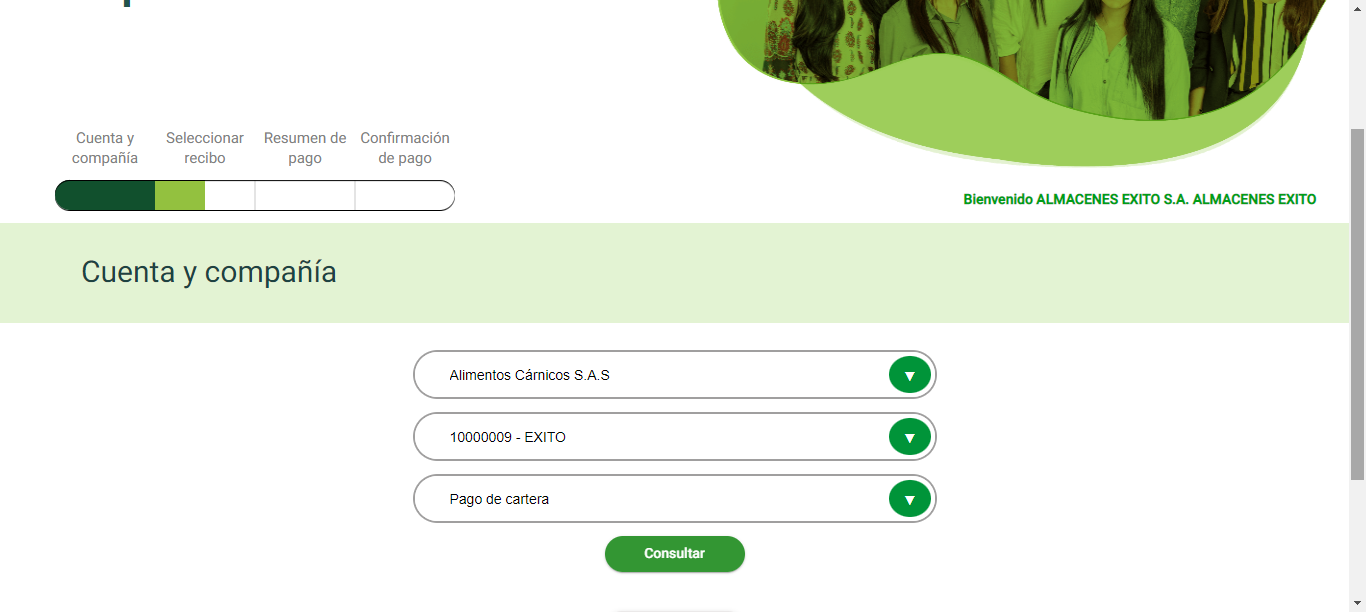 Cuenta y compañía
Seleccionar recibo
Resumen de pago
Confirmación de pago
Bienvenido ALMACENES EXITO S.A. ALMACENES EXITO
Cuenta y compañía
Alimentos Cárnicos S.A.S
▼
10000009 - EXITO
▼
Pago de cartera
▼
Consultar